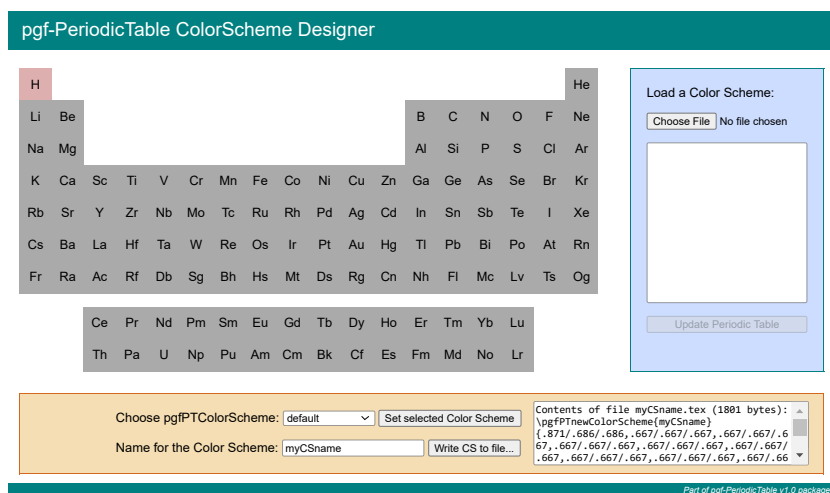 pgf-PeriodicTable ColorScheme Designer
H He
Li Be B C N O F Ne
Na Mg Al Si P S Cl Ar
K Ca Sc Ti V Cr Mn Fe Co Ni Cu Zn Ga Ge As Se Br Kr
Rb Sr Y Zr Nb Mo Tc Ru Rh Pd Ag Cd In Sn Sb Te I Xe
Cs Ba La Hf Ta W Re Os Ir Pt Au Hg Tl Pb Bi Po At Rn
Fr Ra Ac Rf Db Sg Bh Hs Mt Ds Rg Cn Nh Fl Mc Lv Ts Og
Ce Pr Nd Pm Sm Eu Gd Tb Dy Ho Er Tm Yb Lu
Th Pa U Np Pu Am Cm Bk Cf Es Fm Md No Lr
Load a Color Scheme:
Choose File No file chosen
Update Periodic Table
Choose pgfPTColorScheme: default Set selected Color Scheme
Name for the Color Scheme: myCSname Write CS to file...
Contents of file myCSname.tex (1801 bytes):
\pgfPTnewColorScheme{myCSname}
{.871/.686/.686,.667/.667/.667,.667/.667/.6
67,.667/.667/.667,.667/.667/.667,.667/.667/
.667,.667/.667/.667,.667/.667/.667,.667/.66
Part of pgf-PeriodicTable v1.0 package